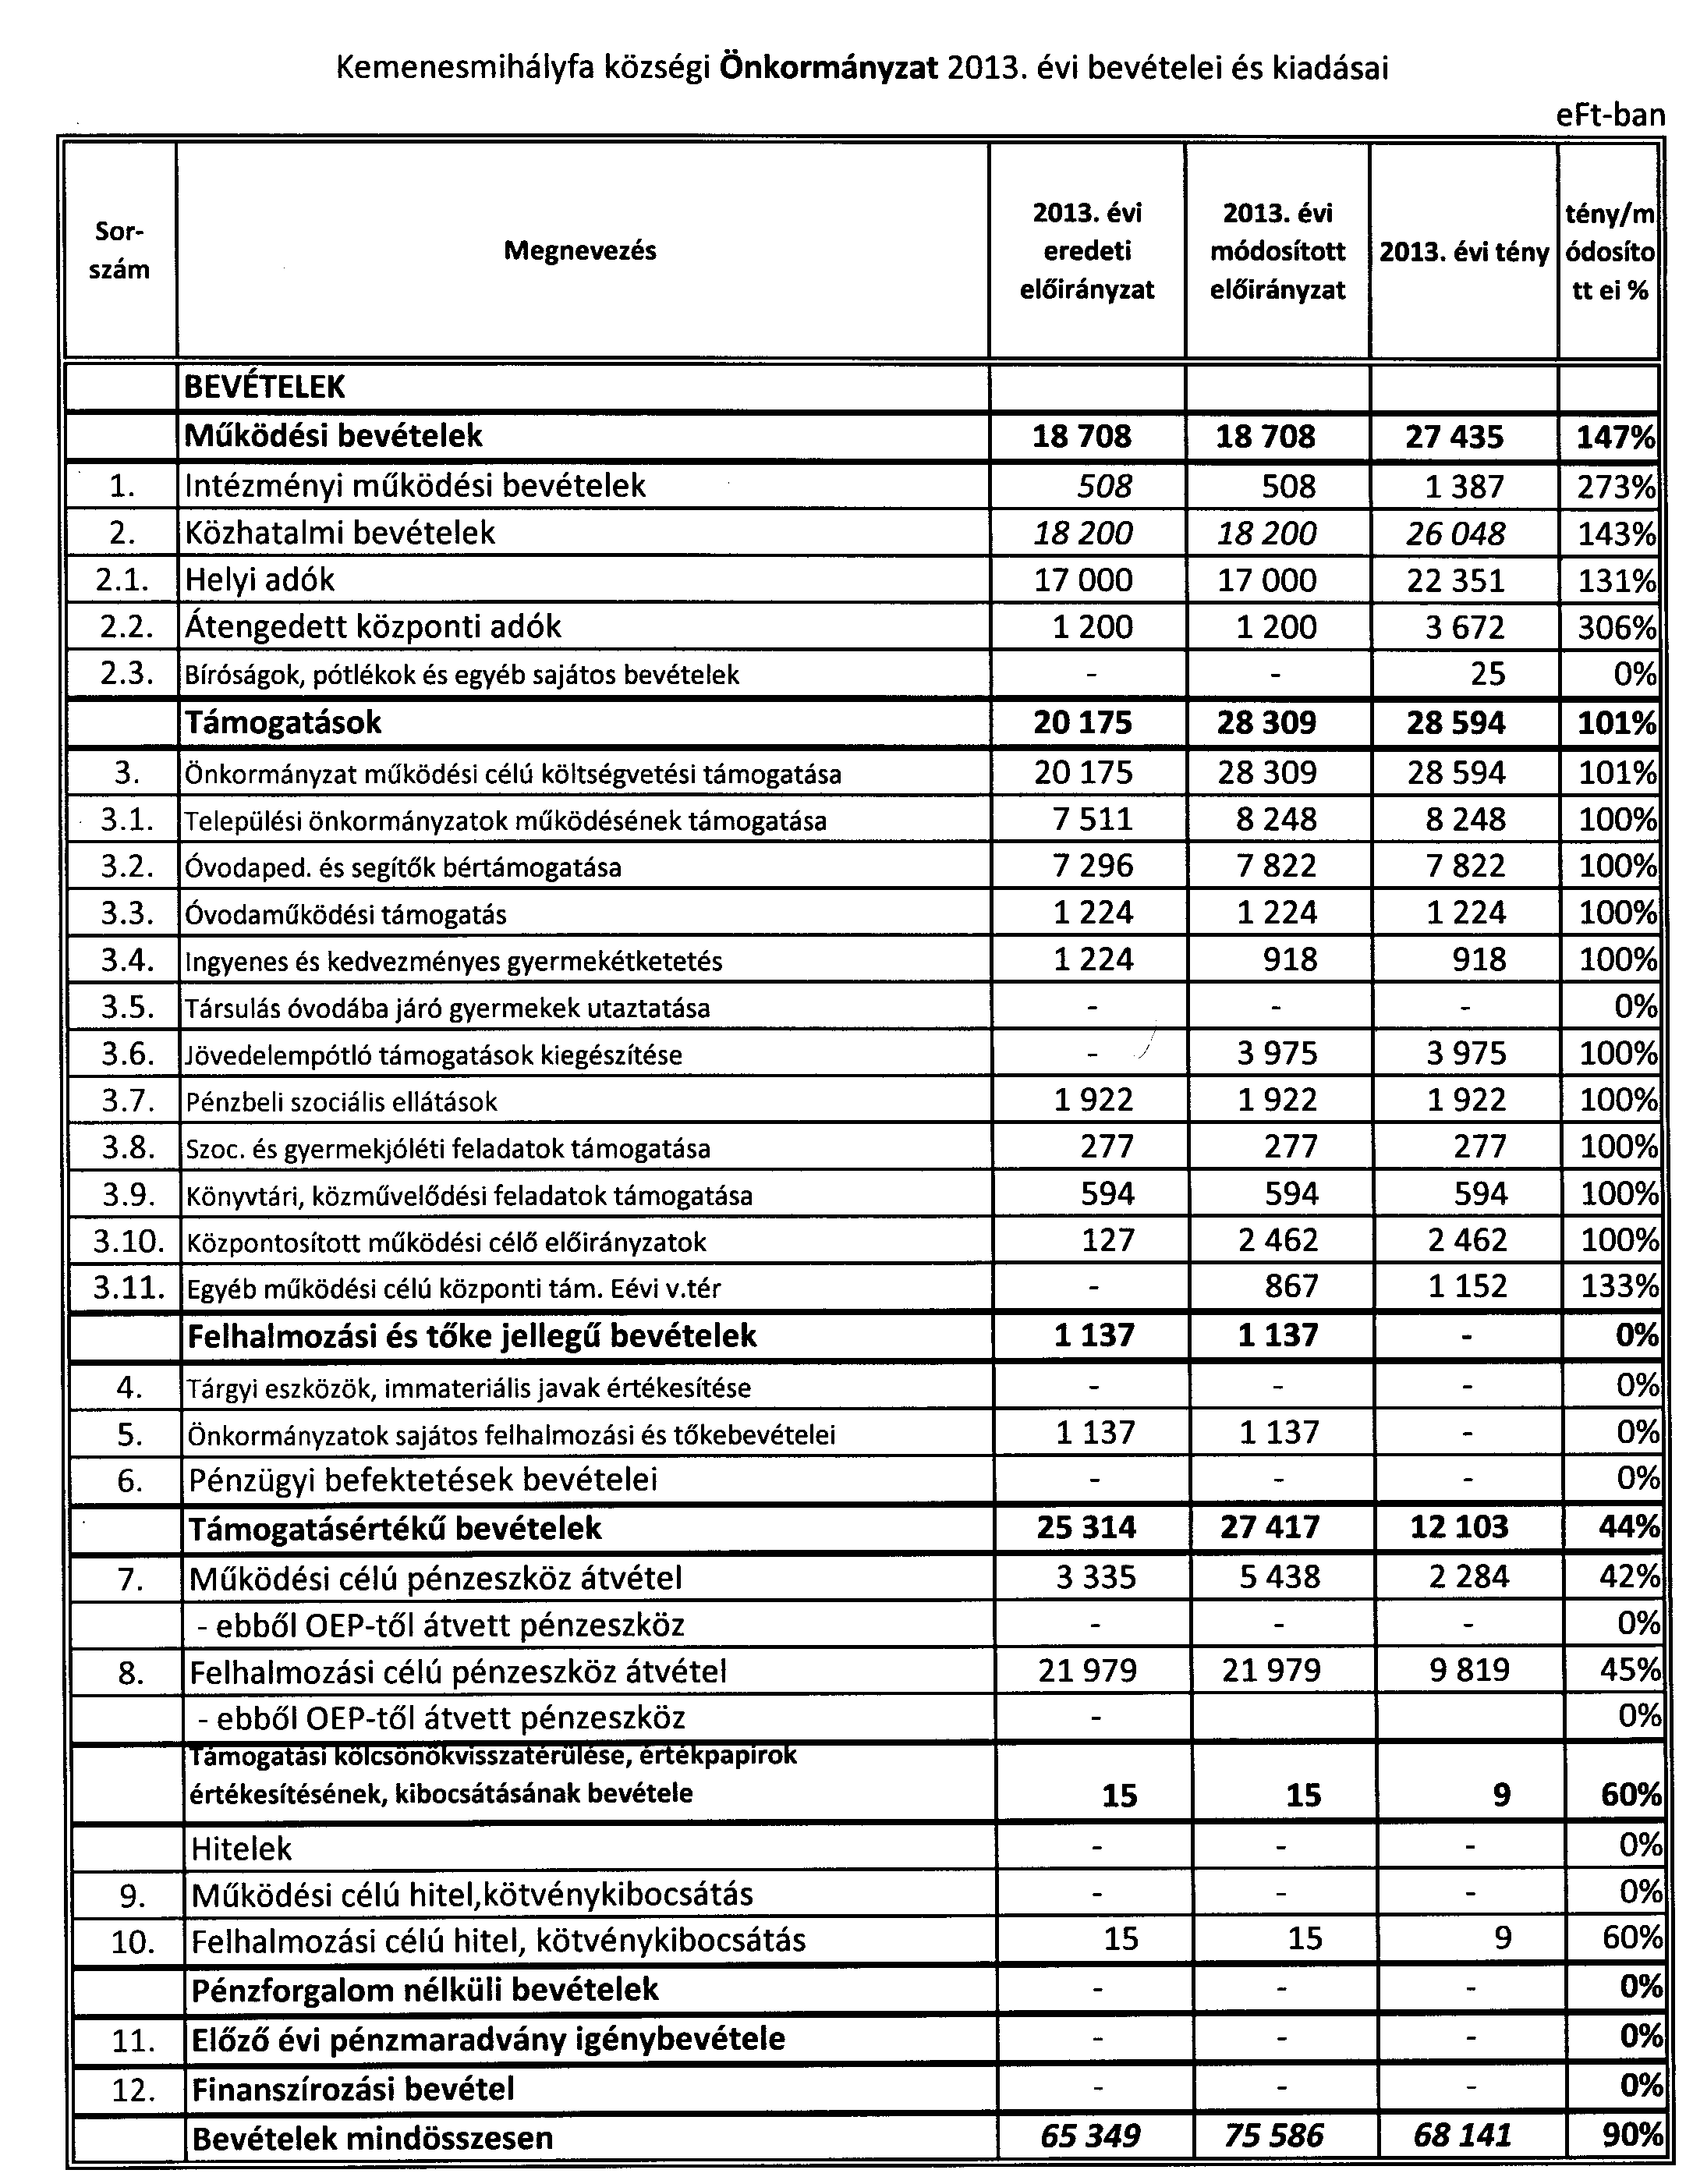 Kemenesmihályfa községi Önkormányzat 2013. évi bevételei és kiadásai
eFt-ban
Sor-szám Megnevezés 2013. évi eredeti előirányzat 2013. évi módosított előirányzat 2013. évi tény tény/módosított ei %
BEVÉTELEK
Működési bevételek 18 708 18 708 27 435 147%
1. Intézményi működési bevételek 508 508 1 387 273%
2. Közhatalmi bevételek 18 200 18 200 26 048 143%
2.1. Helyi adók 17 000 17 000 22 351 131%
2.2. Átengedett központi adók 1 200 1 200 3 672 306%
2.3. Bíróságok, pótlékok és egyéb sajátos bevételek - - 25 0%
Támogatások 20 175 28 309 28 594 101%
3. Önkormányzat működési célú költségvetési támogatása 20 175 28 309 28 594 101%
3.1. Települési önkormányzatok működésének támogatása 7 511 8 248 8 248 100%
3.2. Óvodaped. és segítők bértámogatása 7 296 7 822 7 822 100%
3.3. Óvodaműködési támogatás 1 224 1 224 1 224 100%
3.4. Ingyenes és kedvezményes gyermekétketetés 1 224 918 918 100%
3.5. Társulás óvodába járó gyermekek utaztatása - - - 0%
3.6. Jövedelempótló támogatások kiegészítése - 3 975 3 975 100%
3.7. Pénzbeli szociális ellátások 1 922 1 922 1 922 100%
3.8. Szoc. és gyermekjóléti feladatok támogatása 277 277 277 100%
3.9. Könyvtári, közművelődési feladatok támogatása 594 594 594 100%
3.10. Központosított működési célő előirányzatok 127 2 462 2 462 100%
3.11. Egyéb működési célú központi tám. Eévi v.tér - 867 1 152 133%
Felhalmozási és tőke jellegű bevételek 1 137 1 137 - 0%
4. Tárgyi eszközök, immateriális javak értékesítése - - - 0%
5. Önkormányzatok sajátos felhalmozási és tőkebevételei 1 137 1 137 - 0%
6. Pénzügyi befektetések bevételei - - - 0%
Támogatásértékű bevételek 25 314 27 417 12 103 44%
7. Működési célú pénzeszköz átvétel 3 335 5 438 2 284 42%
- ebből OEP-től átvett pénzeszköz - - - 0%
8. Felhalmozási célú pénzeszköz átvétel 21 979 21 979 9 819 45%
- ebből OEP-től átvett pénzeszköz - 0%
Támogatási kölcsönökvisszatérülése, értékpapírok
értékesítésének, kibocsátásának bevétele 15 15 9 60%
Hitelek - - - 0%
9. Működési célú hitel,kötvénykibocsátás - - - 0%
10. Felhalmozási célú hitel, kötvénykibocsátás 15 15 9 60%
Pénzforgalom nélküli bevételek - - - 0%
11. Előző évi pénzmaradvány igénybevétele - - - 0%
12. Finanszírozási bevétel - - - 0%
Bevételek mindösszesen 65 349 75 586 68 141 90%